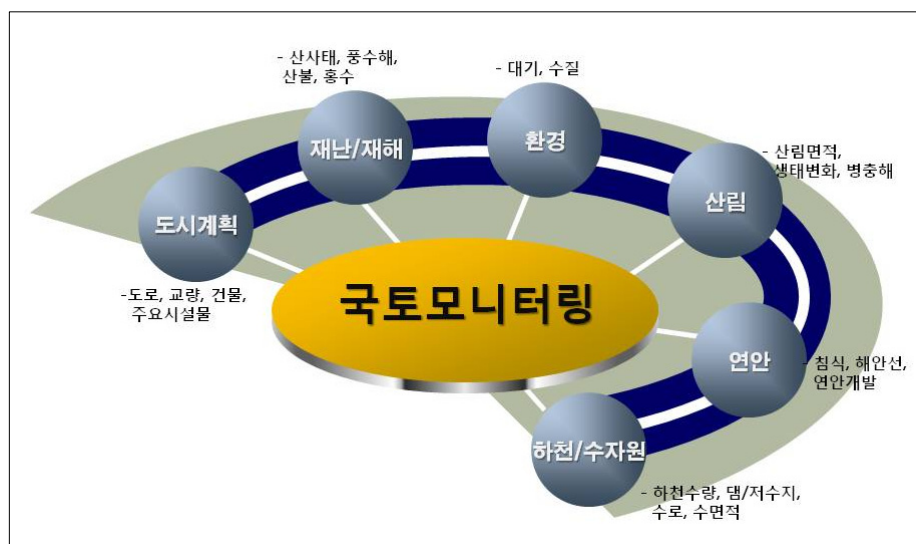 - 산사태, 풍수해,
산불, 홍수
- 대기, 수질
재난/재해
환경
- 산림면적,
생태변화, 병충해
산림
도시계획
-도로, 교량, 건물,
주요시설물
국토모니터링
연안
- 침식, 해안선,
연안개발
하천/수자원
- 하천수량, 댐/저수지,
수로, 수면적